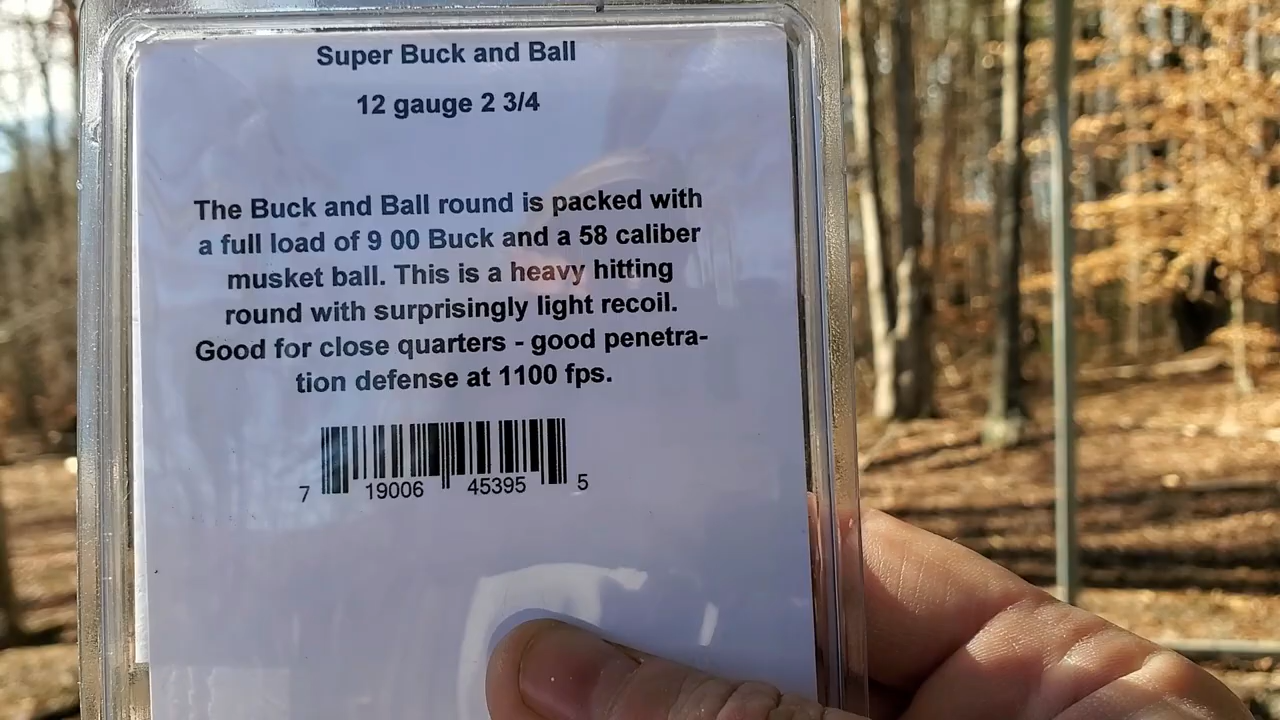 Super Buck and Ball
12 gauge 2 3/4
The Buck and Ball round is packed with
a full load of 9 00 Buck and a 58 caliber
musket ball. This is a heavy hitting
round with surprisingly light recoil.
Good for close quarters - good penetra-
tion defense at 1100 fps.
7 19006 45395 5